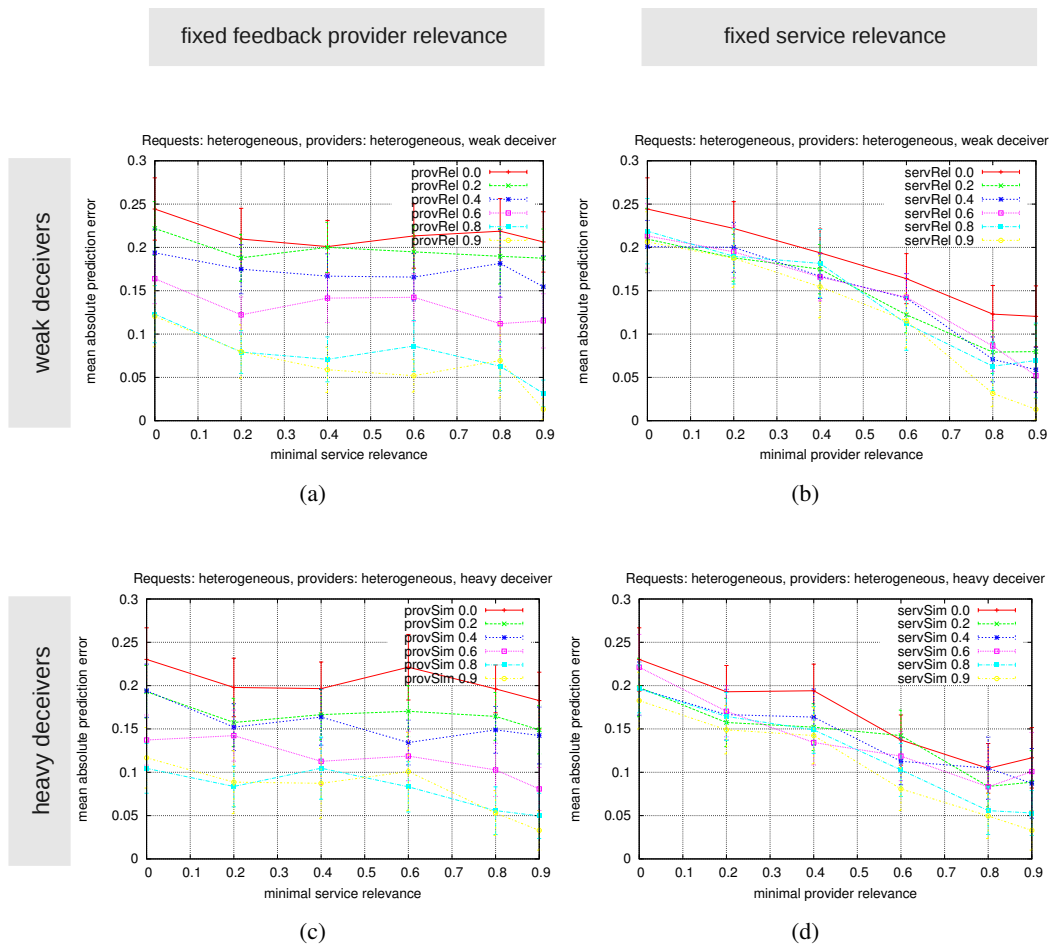 fixed feedback provider relevance
fixed service relevance
weak deceivers
Requests: heterogeneous, providers: heterogeneous, weak deceiver
mean absolute prediction error
0.3
0.25
0.2
0.15
0.1
0.05
0
provRel 0.0
provRel 0.2
provRel 0.4
provRel 0.6
provRel 0.8
provRel 0.9
0 0.1 0.2 0.3 0.4 0.5 0.6 0.7 0.8 0.9
minimal service relevance
(a)
Requests: heterogeneous, providers: heterogeneous, weak deceiver
mean absolute prediction error
0.3
0.25
0.2
0.15
0.1
0.05
0
servRel 0.0
servRel 0.2
servRel 0.4
servRel 0.6
servRel 0.8
servRel 0.9
0 0.1 0.2 0.3 0.4 0.5 0.6 0.7 0.8 0.9
minimal provider relevance
(b)
heavy deceivers
Requests: heterogeneous, providers: heterogeneous, heavy deceiver
mean absolute prediction error
0.3
0.25
0.2
0.15
0.1
0.05
0
provSim 0.0
provSim 0.2
provSim 0.4
provSim 0.6
provSim 0.8
provSim 0.9
0 0.1 0.2 0.3 0.4 0.5 0.6 0.7 0.8 0.9
minimal service relevance
(c)
Requests: heterogeneous, providers: heterogeneous, heavy deceiver
mean absolute prediction error
0.3
0.25
0.2
0.15
0.1
0.05
0
servSim 0.0
servSim 0.2
servSim 0.4
servSim 0.6
servSim 0.8
servSim 0.9
0 0.1 0.2 0.3 0.4 0.5 0.6 0.7 0.8 0.9
minimal provider relevance
(d)